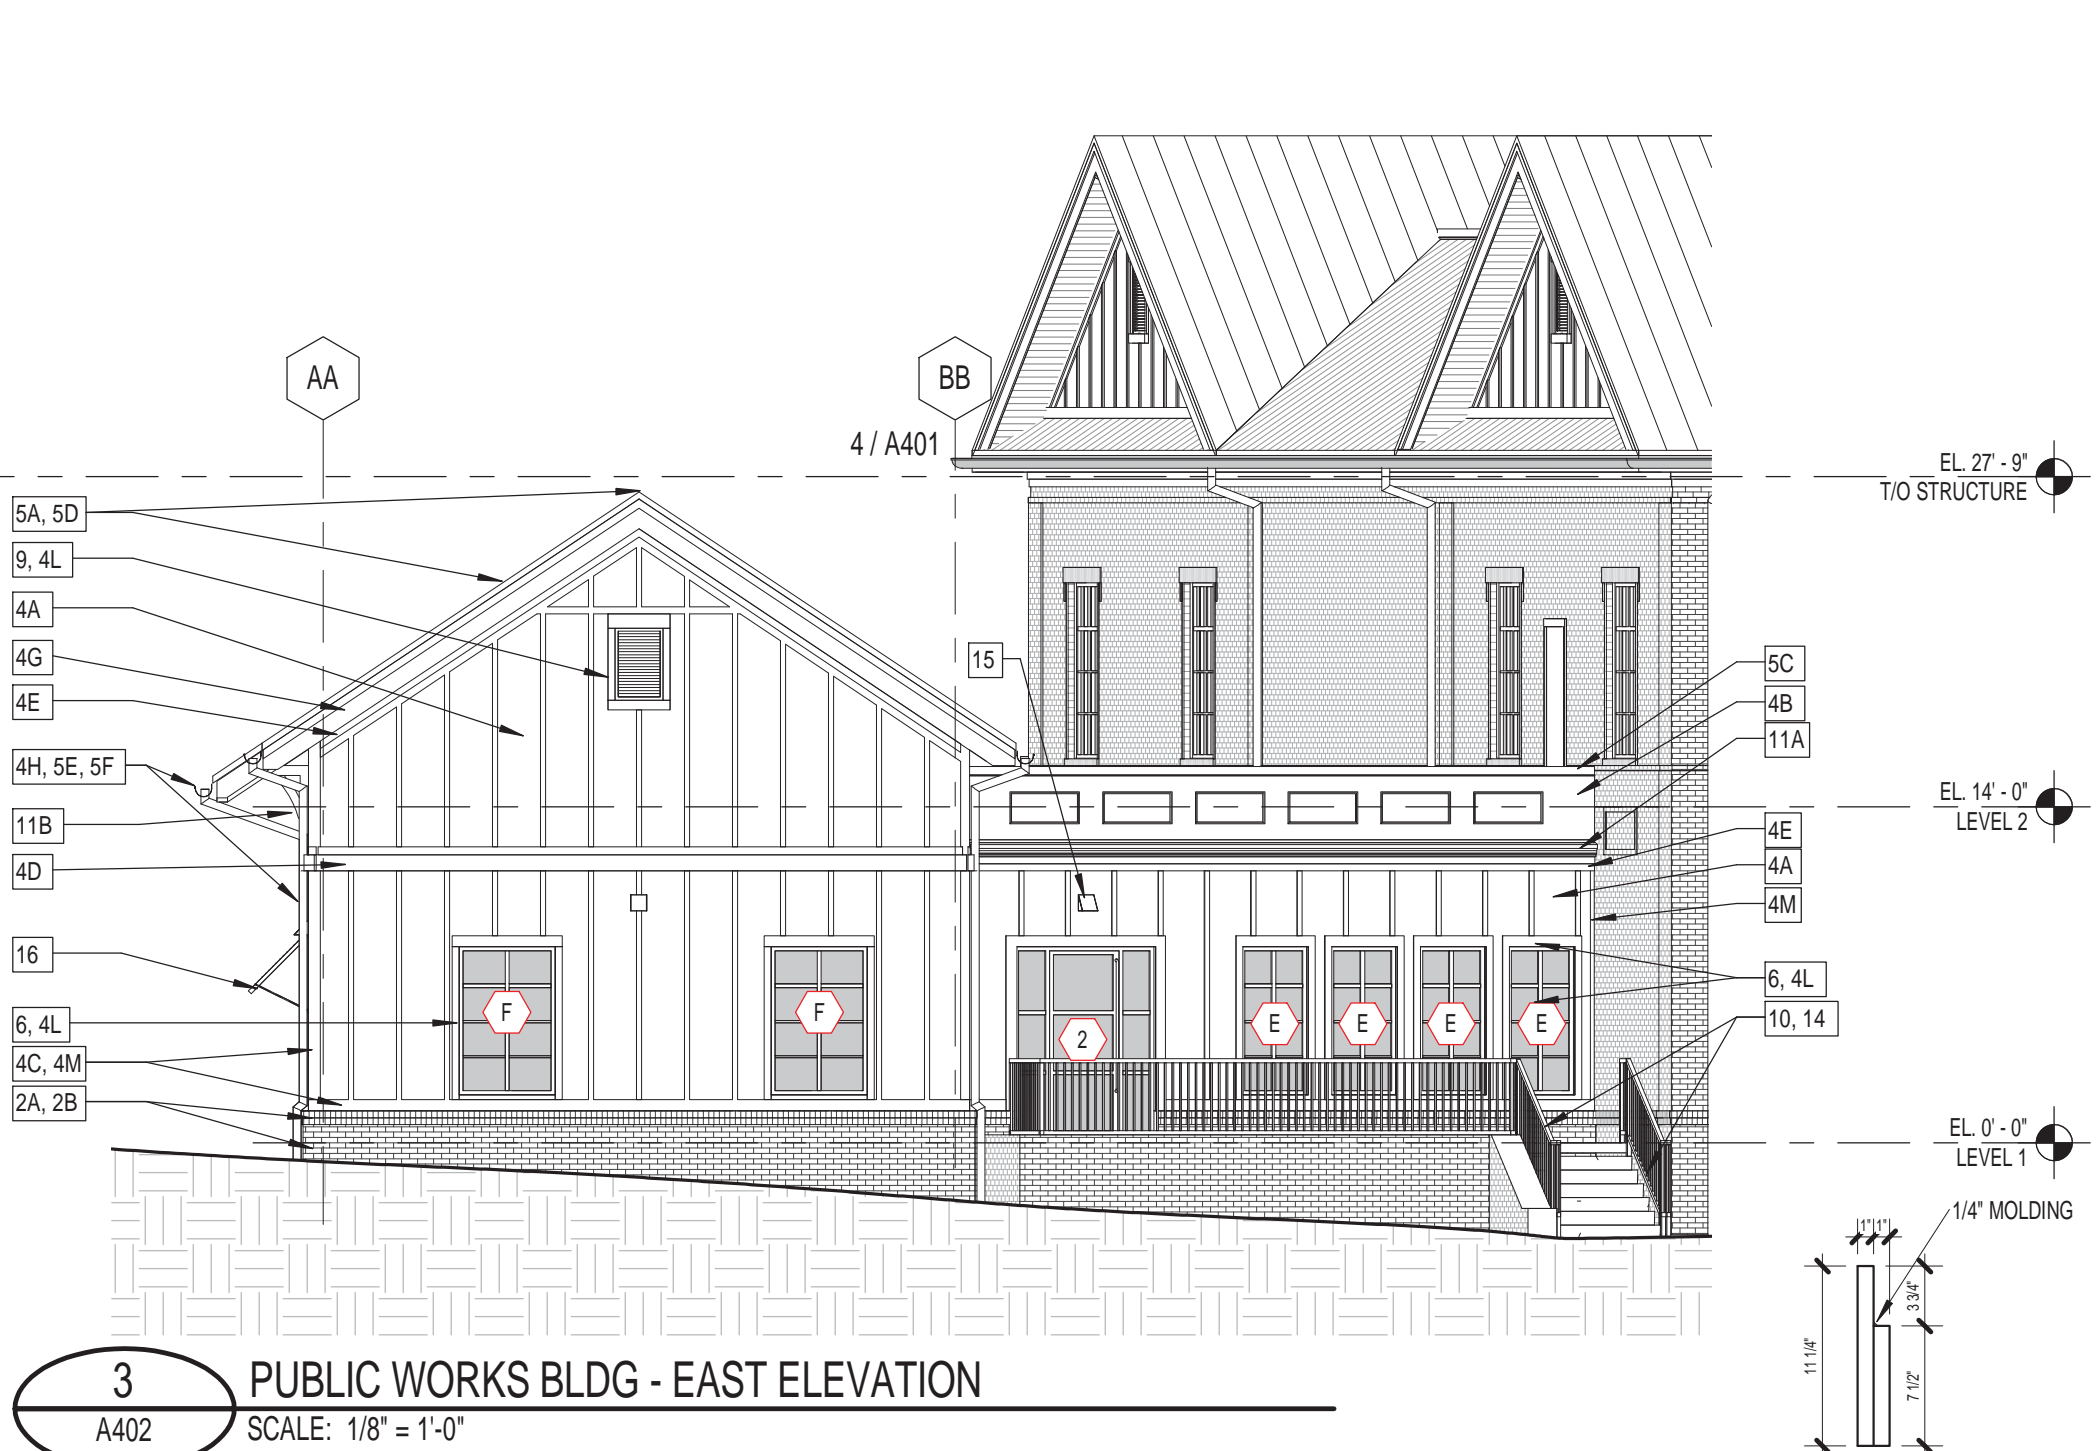 AA
BB
4 / A401
EL. 27' - 9"
T/O STRUCTURE
5A, 5D
9, 4L
4A
4G
4E
4H, 5E, 5F
11B
4D
16
6, 4L
4C, 4M
2A, 2B
15
5C
4B
11A
EL. 14' - 0"
LEVEL 2
4E
4A
4M
6, 4L
10, 14
F
F
2
E
E
E
E
EL. 0' - 0"
LEVEL 1
1/4" MOLDING
1"
1"
3 3/4"
11 1/4"
7 1/2"
3
A402
PUBLIC WORKS BLDG - EAST ELEVATION
SCALE: 1/8" = 1'-0"